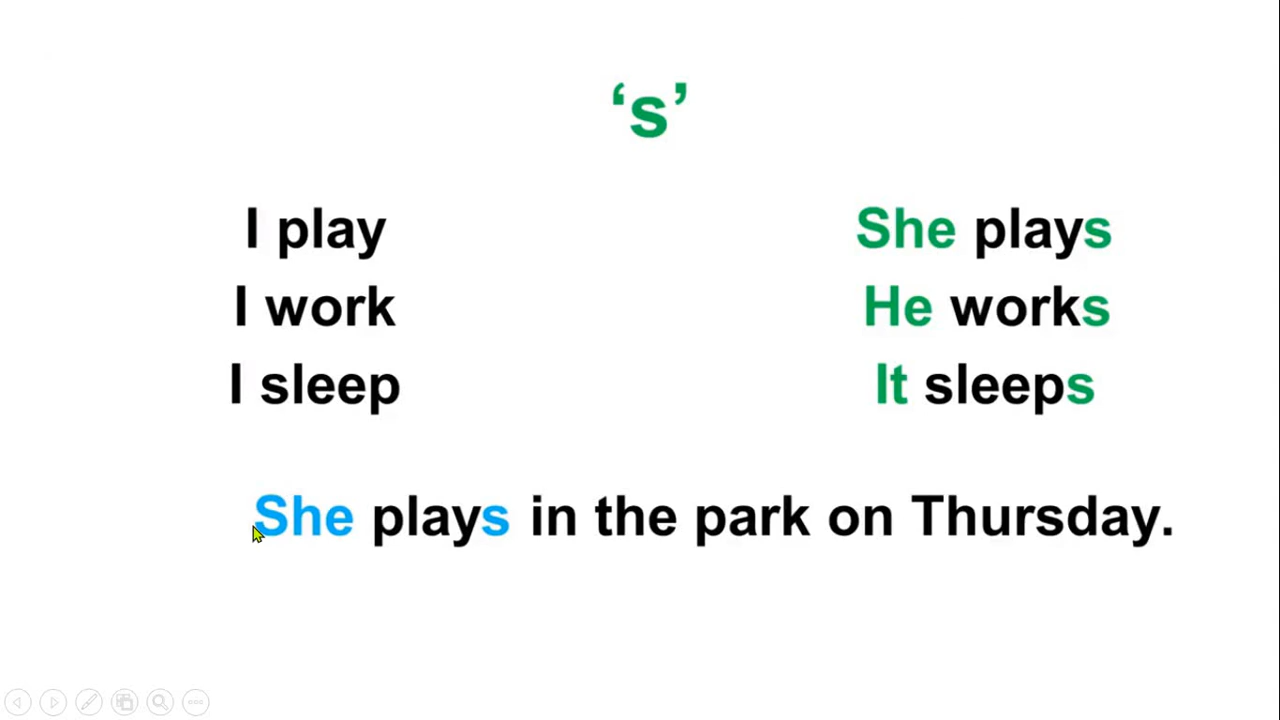 ‘s’
I play
She plays
I work
He works
I sleep
It sleeps
She plays in the park on Thursday.